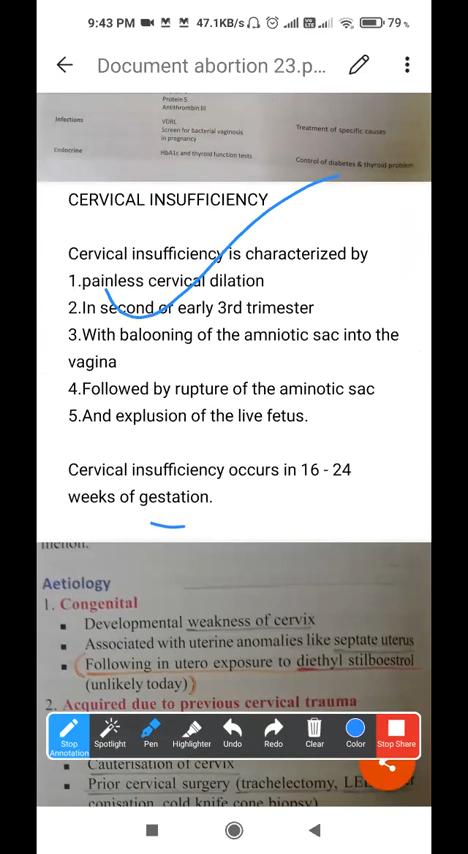 9:43 PM 47.1KB/s 79%
Document abortion 23.p...
Protein S
Antithrombin III
Infections
VDRL
Screen for bacterial vaginosis
in pregnancy
Treatment of specific causes
Endocrine
HbA1c and thyroid function tests
Control of diabetes & thyroid problem
CERVICAL INSUFFICIENCY
Cervical insufficiency is characterized by
1.painless cervical dilation
2.In second or early 3rd trimester
3.With balooning of the amniotic sac into the
vagina
4.Followed by rupture of the aminotic sac
5.And explusion of the live fetus.
Cervical insufficiency occurs in 16 - 24
weeks of gestation.
Aetiology
1. Congenital
▪ Developmental weakness of cervix
▪ Associated with uterine anomalies like septate uterus
▪ Following in utero exposure to diethyl stilboestrol
(unlikely today)
2. Acquired due to previous cervical trauma
Stop Annotation
Spotlight
Pen
Highlighter
Undo
Redo
Clear
Color
Stop Share
▪ Cauterisation of cervix
▪ Prior cervical surgery (trachelectomy,
conisation, cold knife cone biopsy)